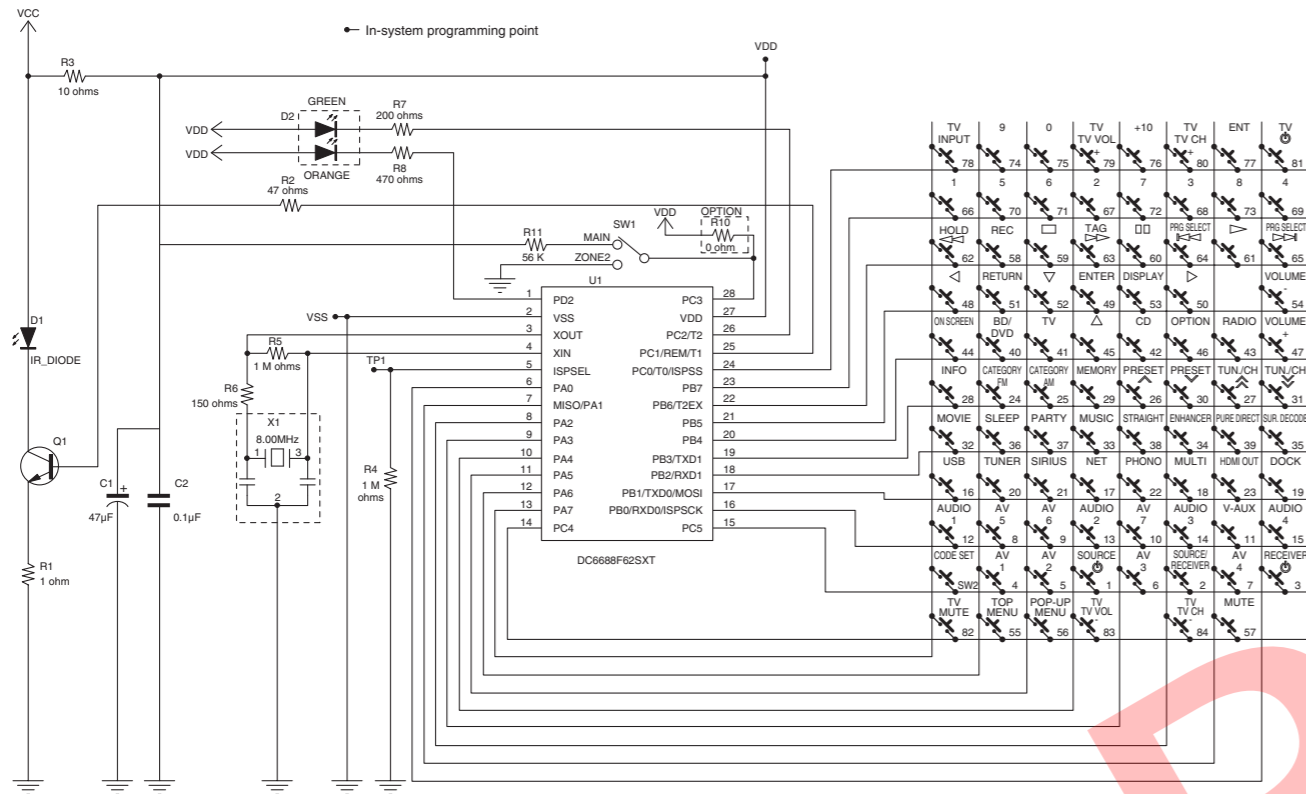 VCC
In-system programming point
VDD
R3
10 ohms
GREEN
D2
R7
200 ohms
VDD
VDD
ORANGE
R8
470 ohms
R2
47 ohms
VDD
OPTION
R10
0 ohm
SW1
R11
56 K
MAIN
ZONE2
U1
1 PD2 PC3 28
2 VSS VDD 27
3 XOUT PC2/T2 26
4 XIN PC1/REM/T1 25
5 ISPSEL PC0/T0/ISPSS 24
6 PA0 PB7 23
7 MISO/PA1 PB6/T2EX 22
8 PA2 PB5 21
9 PA3 PB4 20
10 PA4 PB3/TXD1 19
11 PA5 PB2/RXD1 18
12 PA6 PB1/TXD0/MOSI 17
13 PA7 PB0/RXD0/ISPSCK 16
14 PC4 PC5 15
DC6688F62SXT
VSS
D1
IR_DIODE
R5
1 M ohms
TP1
R6
150 ohms
X1
8.00MHz
1 3
2
R4
1 M
ohms
Q1
C1 +
47µF
C2
0.1µF
R1
1 ohm
TV INPUT 9 0 TV TV VOL + +10 TV TV CH + ENT TV
78 74 75 79 76 80 77 81
1 5 6 2 7 3 8 4
66 70 71 67 72 68 73 69
HOLD REC TAG PRG SELECT PRG SELECT
62 58 59 63 60 64 61 65
RETURN ENTER DISPLAY VOLUME -
48 51 52 49 53 50 54
ON SCREEN BD/ DVD TV CD OPTION RADIO VOLUME +
44 40 41 45 42 46 43 47
INFO CATEGORY FM CATEGORY AM MEMORY PRESET PRESET TUN./CH TUN./CH
28 24 25 29 26 30 27 31
MOVIE SLEEP PARTY MUSIC STRAIGHT ENHANCER PURE DIRECT SUR. DECODE
32 36 37 33 38 34 39 35
USB TUNER SIRIUS NET PHONO MULTI HDMI OUT DOCK
16 20 21 17 22 18 23 19
AUDIO 1 AV 5 AV 6 AUDIO 2 AV 7 AUDIO 3 V-AUX AUDIO 4
12 8 9 13 10 14 11 15
CODE SET AV 1 AV 2 SOURCE AV 3 SOURCE/ RECEIVER AV 4 RECEIVER
SW2 4 5 1 6 2 7 3
TV MUTE TOP MENU POP-UP MENU TV TV VOL - TV TV CH - MUTE
82 55 56 83 84 57